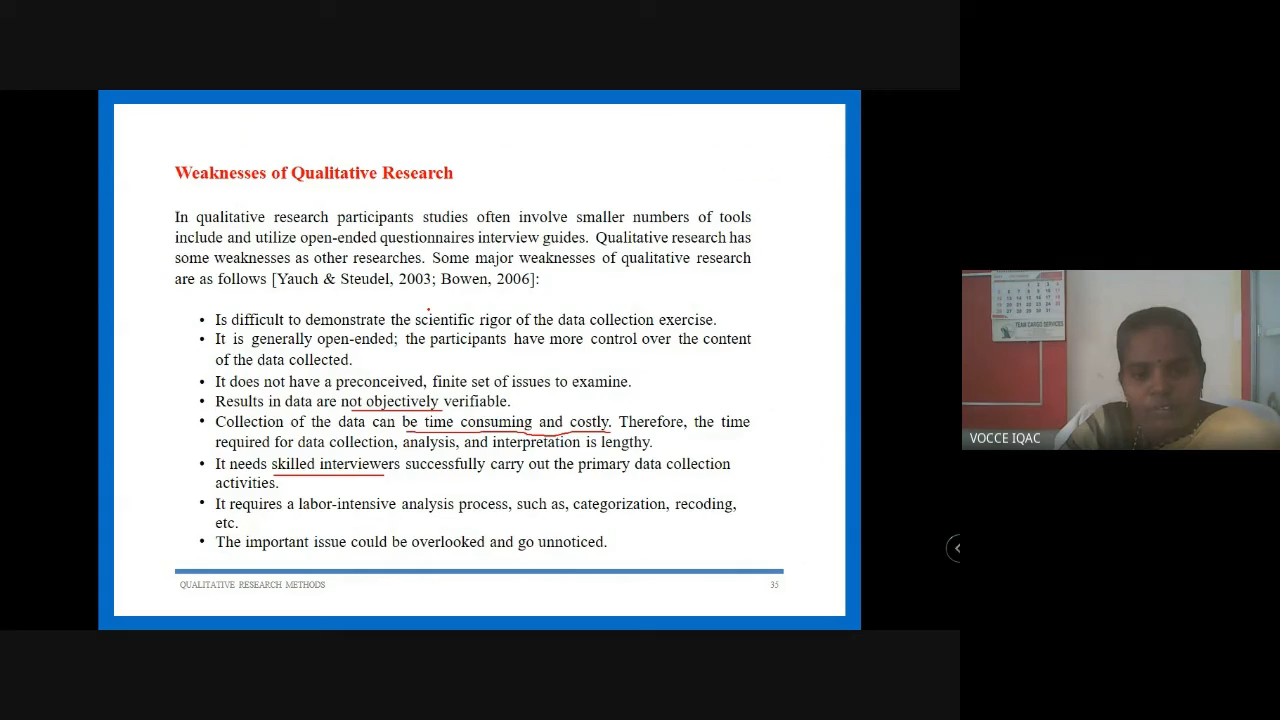 Weaknesses of Qualitative Research
In qualitative research participants studies often involve smaller numbers of tools
include and utilize open-ended questionnaires interview guides. Qualitative research has
some weaknesses as other researches. Some major weaknesses of qualitative research
are as follows [Yauch & Steudel, 2003; Bowen, 2006]:
• Is difficult to demonstrate the scientific rigor of the data collection exercise.
• It is generally open-ended; the participants have more control over the content
of the data collected.
• It does not have a preconceived, finite set of issues to examine.
• Results in data are not objectively verifiable.
• Collection of the data can be time consuming and costly. Therefore, the time
required for data collection, analysis, and interpretation is lengthy.
• It needs skilled interviewers successfully carry out the primary data collection
activities.
• It requires a labor-intensive analysis process, such as, categorization, recoding,
etc.
• The important issue could be overlooked and go unnoticed.
QUALITATIVE RESEARCH METHODS 35
TEAM CARGO SERVICES
VOCCE IQAC